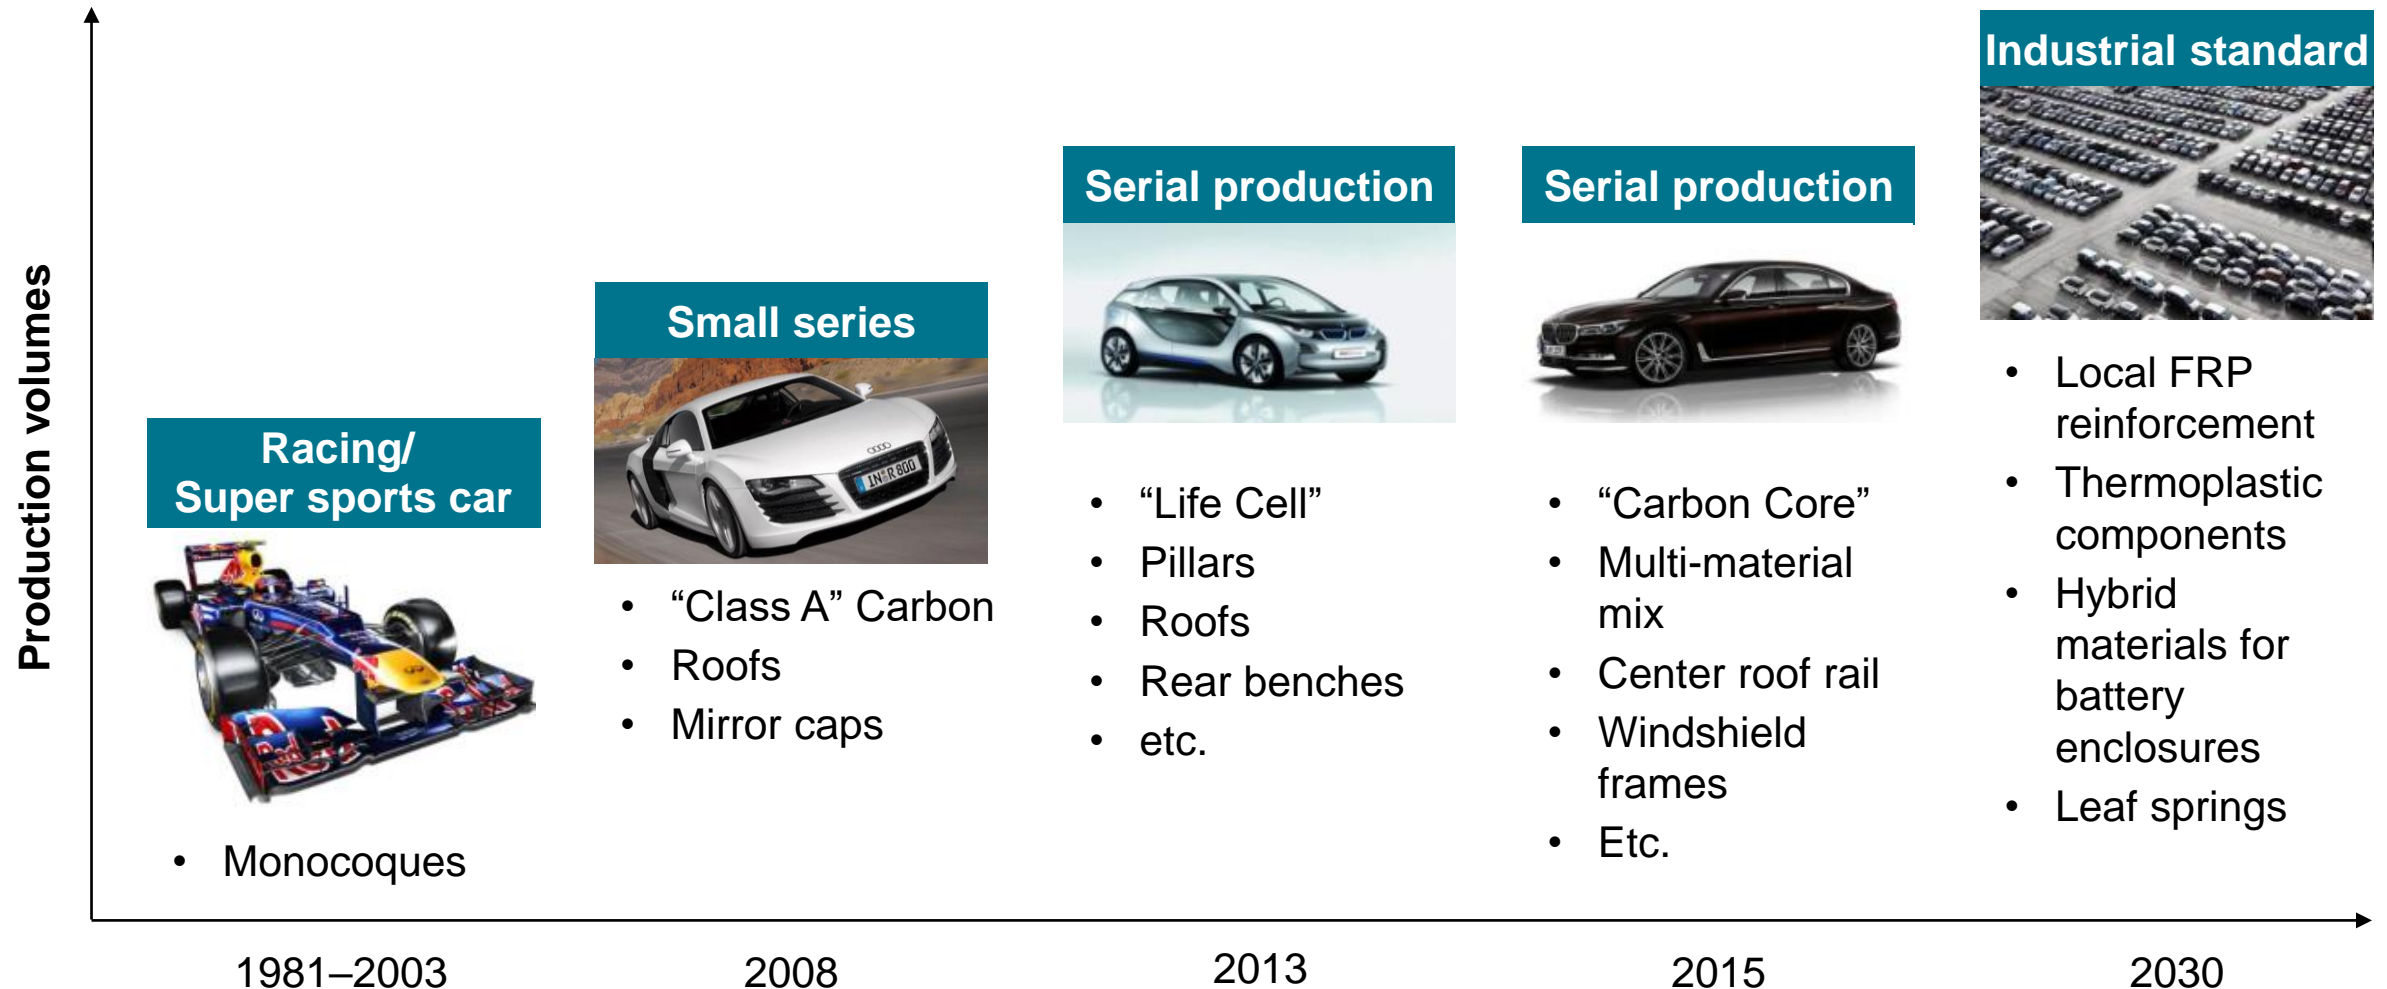 Production volumes
Racing/
Super sports car
• Monocoques
1981–2003
Small series
IN R 800
• “Class A” Carbon
• Roofs
• Mirror caps
2008
Serial production
• “Life Cell”
• Pillars
• Roofs
• Rear benches
• etc.
2013
Serial production
• “Carbon Core”
• Multi-material
mix
• Center roof rail
• Windshield
frames
• Etc.
2015
Industrial standard
• Local FRP
reinforcement
• Thermoplastic
components
• Hybrid
materials for
battery
enclosures
• Leaf springs
2030